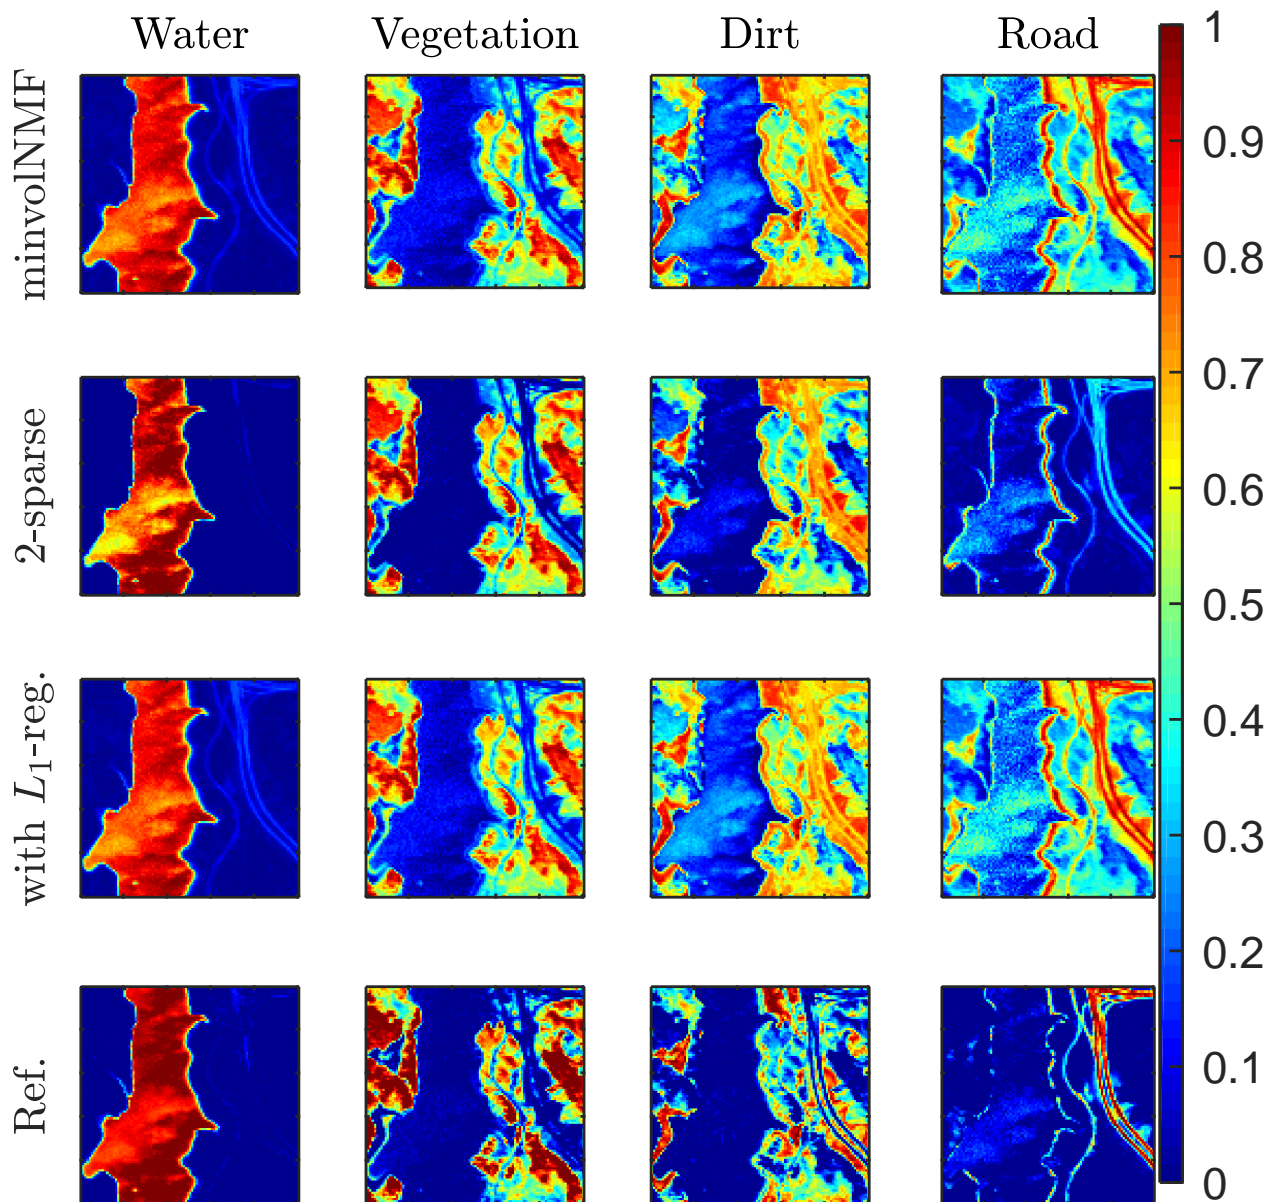 Water Vegetation Dirt Road
minvolNMF
2-sparse
with L₁-reg.
Ref.
1
0.9
0.8
0.7
0.6
0.5
0.4
0.3
0.2
0.1
0